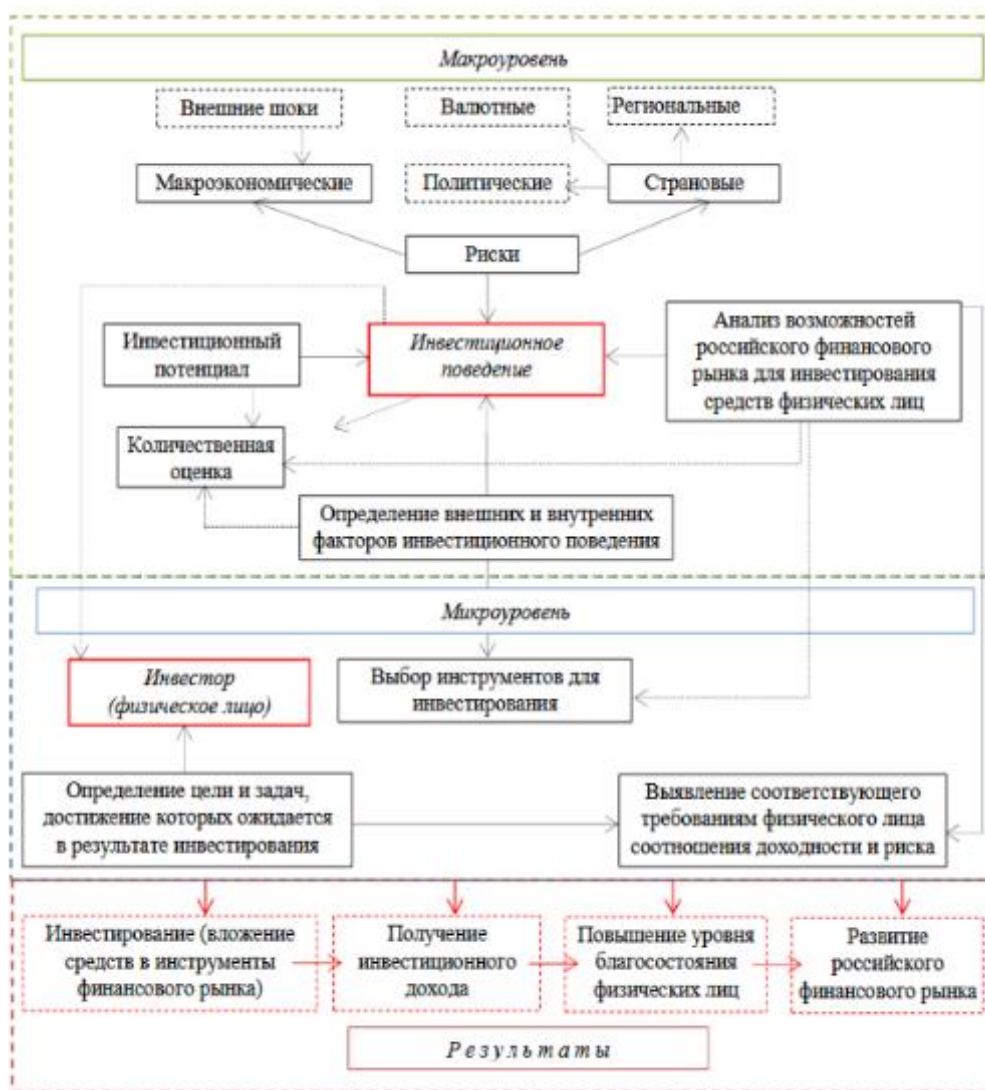 Макроуровень
Внешние шоки
Валютные
Региональные
Макроэкономические
Политические
Страновые
Риски
Инвестиционный
потенциал
Инвестиционное
поведение
Анализ возможностей
российского финансового
рынка для инвестирования
средств физических лиц
Количественная
оценка
Определение внешних и внутренних
факторов инвестиционного поведения
Микроуровень
Инвестор
(физическое лицо)
Выбор инструментов для
инвестирования
Определение цели и задач,
достижение которых ожидается
в результате инвестирования
Выявление соответствующего
требованиям физического лица
соотношения доходности и риска
Инвестирование (вложение
средств в инструменты
финансового рынка)
Получение
инвестиционного
дохода
Повышение уровня
благосостояния
физических лиц
Развитие
российского
финансового рынка
Результаты